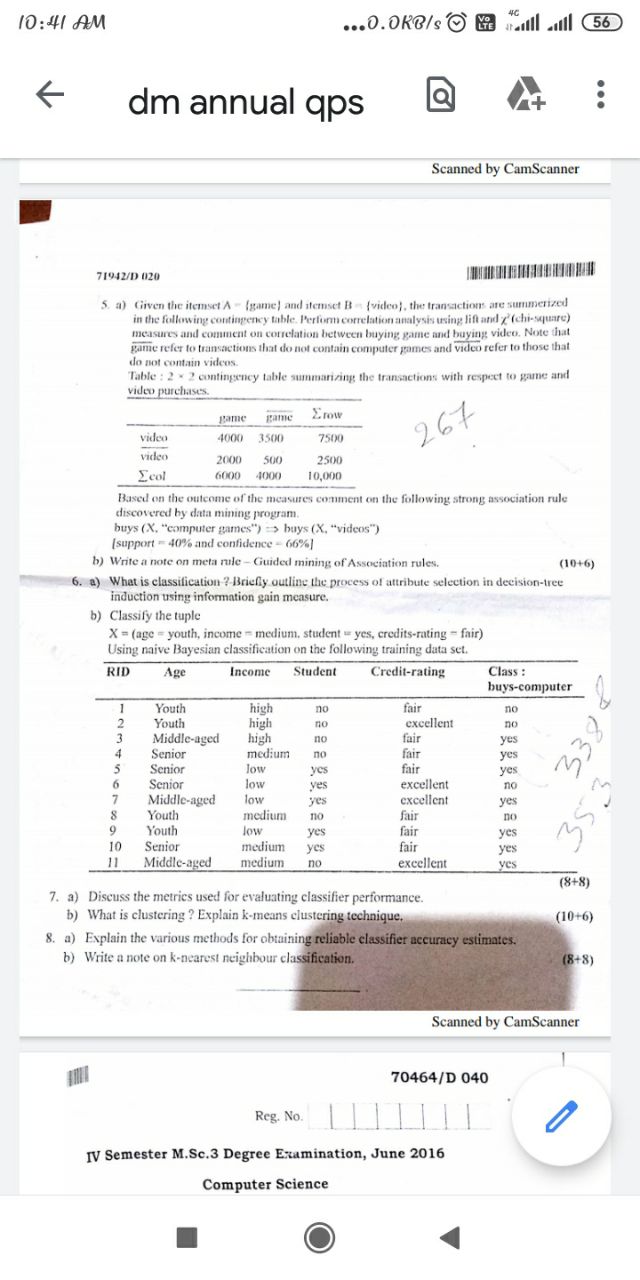 10:41 AM ...0.0KB/s Vo LTE 4G 56
dm annual qps
Scanned by CamScanner
71942/D 020
5. a) Given the itemset A = {game} and itemset B = {video}, the transactions are summerized
in the following contingency table. Perform correlation analysis using lift and χ² (chi-square)
measures and comment on correlation between buying game and buying video. Note that
g̅a̅m̅e̅ refer to transactions that do not contain computer games and v̅i̅d̅e̅o̅ refer to those that
do not contain videos.
Table : 2 × 2 contingency table summarizing the transactions with respect to game and
video purchases.
game g̅a̅m̅e̅ Σrow
video 4000 3500 7500
v̅i̅d̅e̅o̅ 2000 500 2500
Σcol 6000 4000 10,000
267
Based on the outcome of the measures comment on the following strong association rule
discovered by data mining program.
buys (X, "computer games") => buys (X, "videos")
[support = 40% and confidence = 66%]
b) Write a note on meta rule – Guided mining of Association rules. (10+6)
6. a) What is classification ? Briefly outline the process of attribute selection in decision-tree
induction using information gain measure.
b) Classify the tuple
X = (age = youth, income = medium, student = yes, credits-rating = fair)
Using naive Bayesian classification on the following training data set.
RID Age Income Student Credit-rating Class :
buys-computer
1 Youth high no fair no
2 Youth high no excellent no
3 Middle-aged high no fair yes
4 Senior medium no fair yes
5 Senior low yes fair yes
6 Senior low yes excellent no
7 Middle-aged low yes excellent yes
8 Youth medium no fair no
9 Youth low yes fair yes
10 Senior medium yes fair yes
11 Middle-aged medium no excellent yes
(8+8)
7. a) Discuss the metrics used for evaluating classifier performance.
b) What is clustering ? Explain k-means clustering technique. (10+6)
8. a) Explain the various methods for obtaining reliable classifier accuracy estimates.
b) Write a note on k-nearest neighbour classification. (8+8)
Scanned by CamScanner
70464/D 040
Reg. No.
IV Semester M.Sc.3 Degree Examination, June 2016
Computer Science